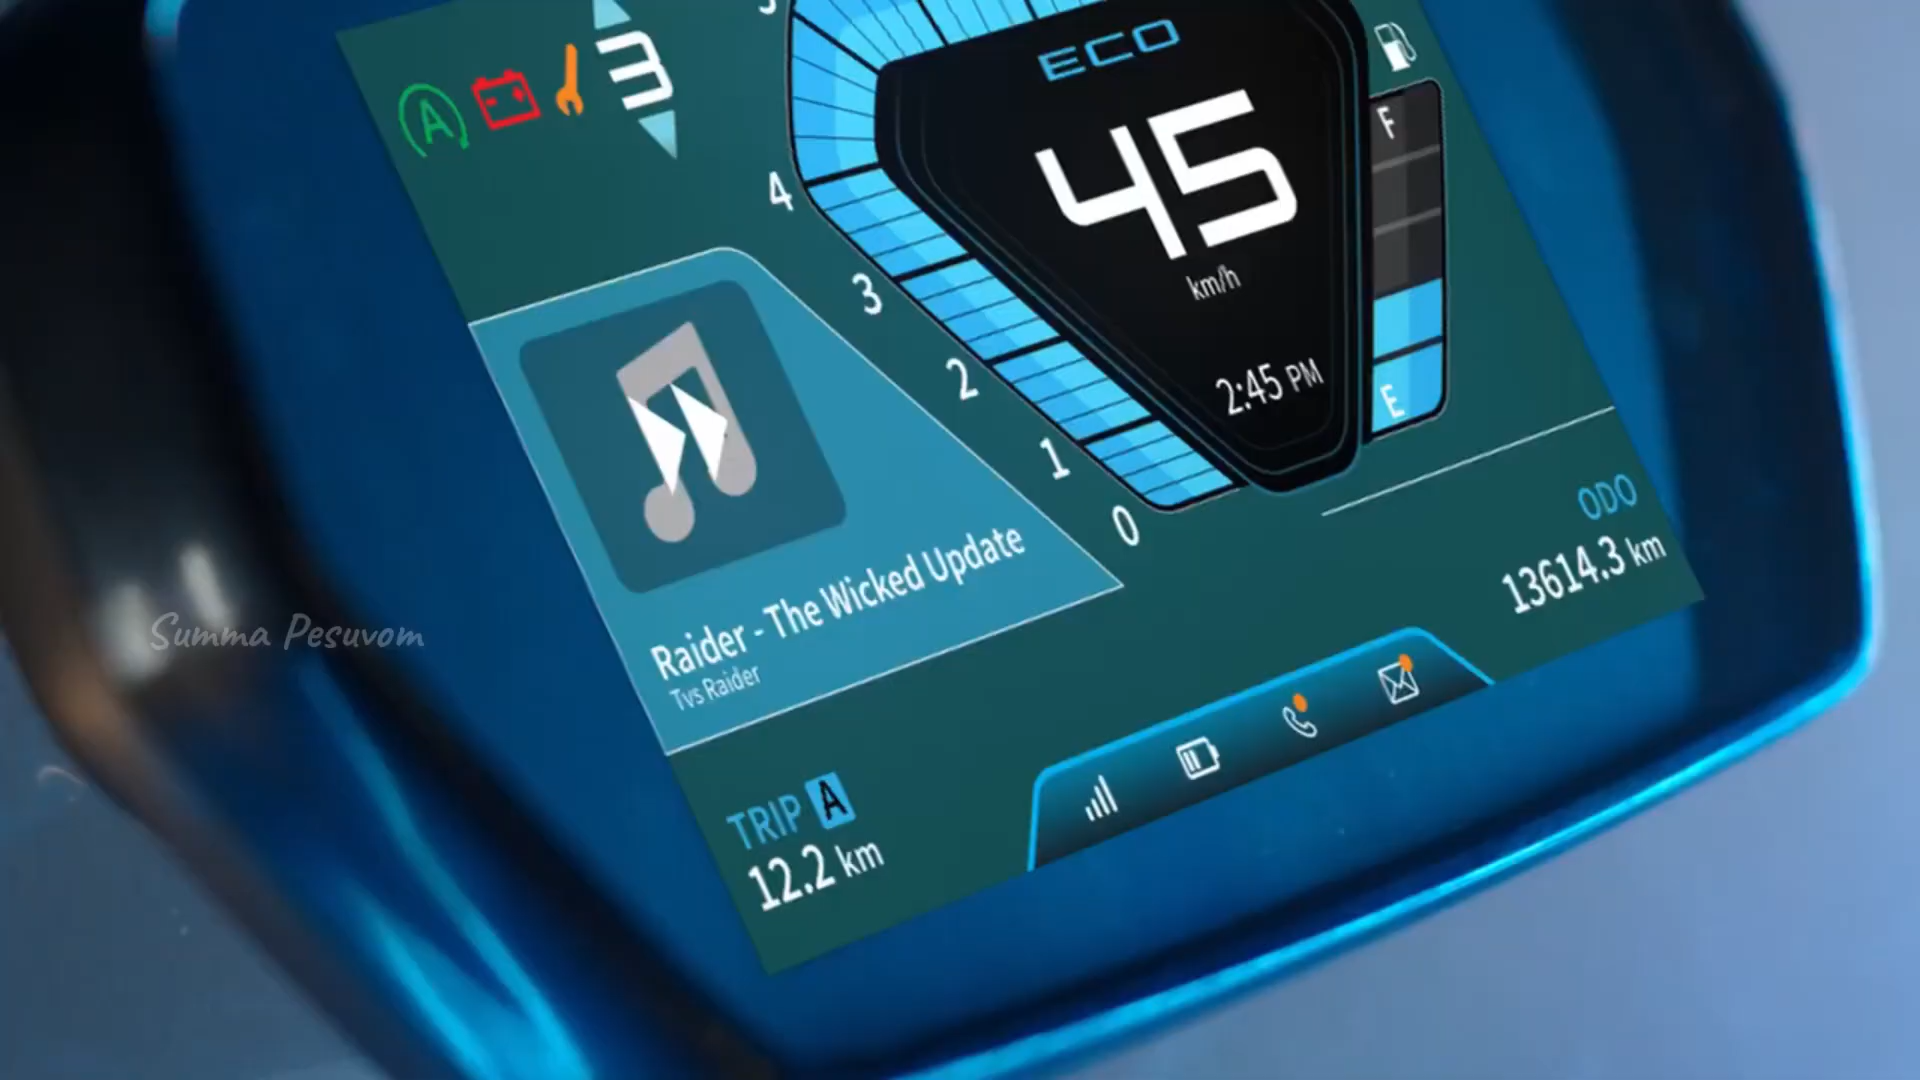 A
3
5
4
3
2
1
0
ECO
45
km/h
2:45 PM
F
E
Raider - The Wicked Update
Tvs Raider
ODO
13614.3 km
TRIP A
12.2 km
Summa Pesuvom